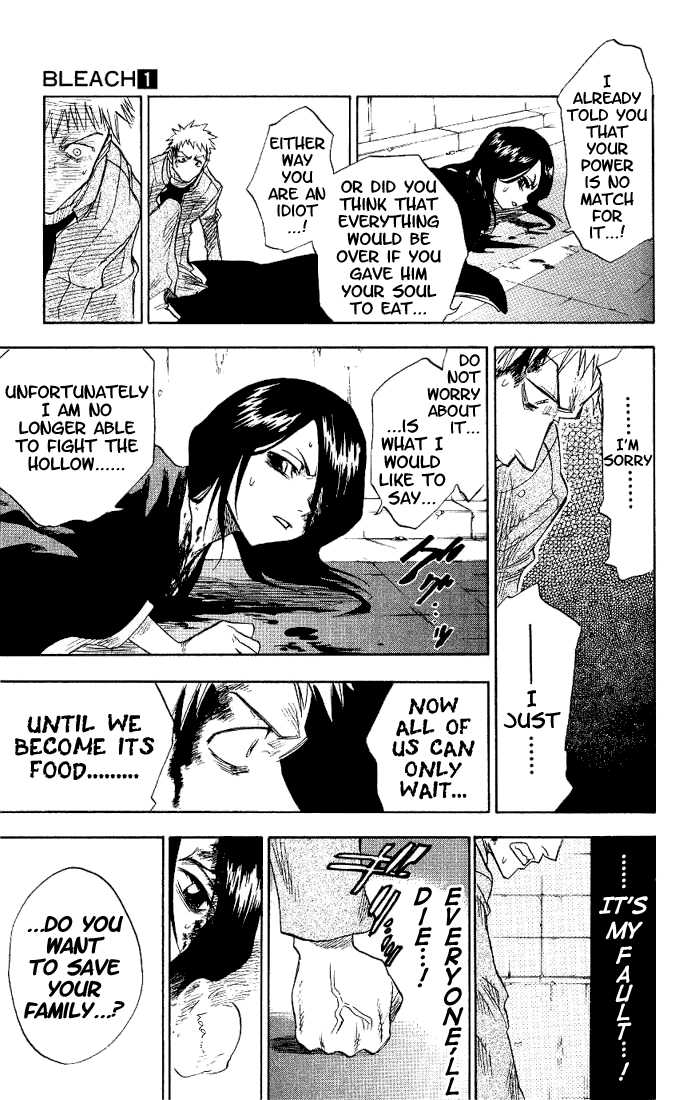 BLEACH 1
I
ALREADY
TOLD YOU
THAT
YOUR
POWER
IS NO
MATCH
FOR
IT...!
OR DID YOU
THINK THAT
EVERYTHING
WOULD BE
OVER IF YOU
GAVE HIM
YOUR SOUL
TO EAT...
EITHER
WAY
YOU
ARE AN
IDIOT
...!
........
I'M
SORRY
........
I
JUST
......
DO
NOT
WORRY
ABOUT
IT...
...IS
WHAT I
WOULD
LIKE TO
SAY...
UNFORTUNATELY
I AM NO
LONGER ABLE
TO FIGHT THE
HOLLOW......
NOW
ALL OF
US CAN
ONLY
WAIT...
UNTIL WE
BECOME ITS
FOOD.........
......
IT'S
MY
FAULT...!
EVERYONE'LL
DIE...!
...DO YOU
WANT
TO SAVE
YOUR
FAMILY...?